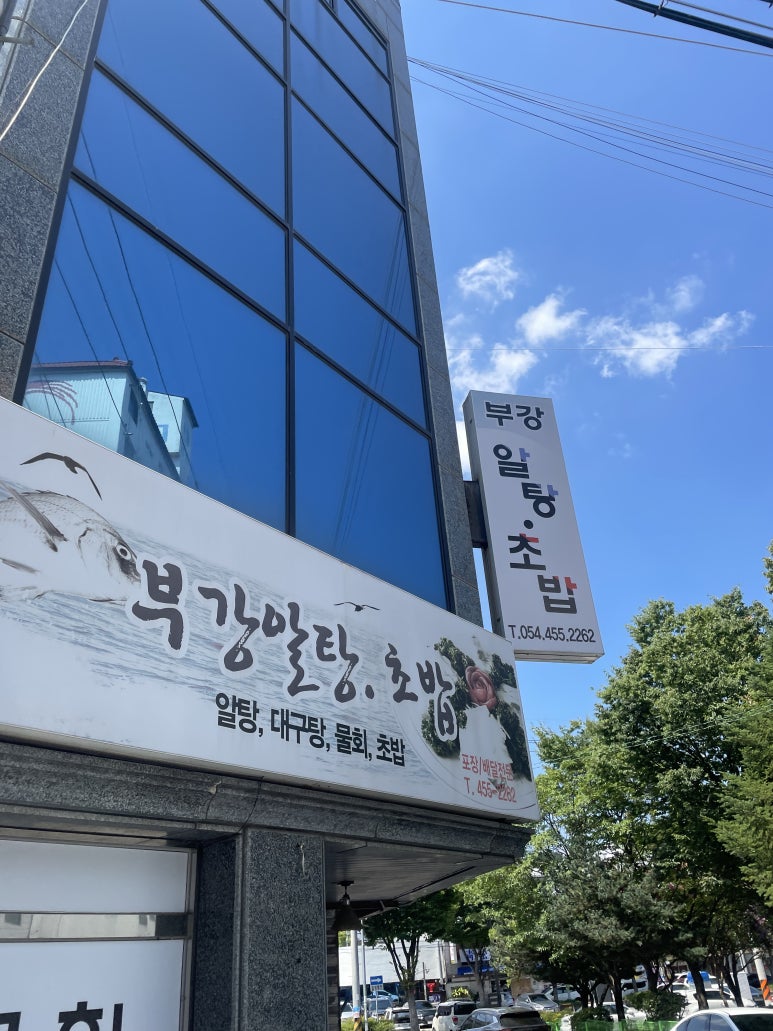 부강
알탕·초밥
T.054.455.2262
부강알탕.초밥
알탕, 대구탕, 물회, 초밥
포장/배달전문
T. 455-2262
회